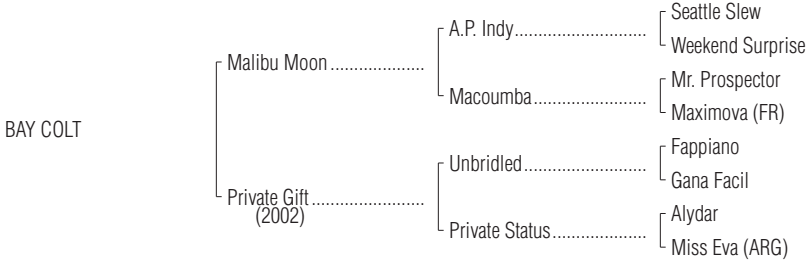 Seattle Slew
A.P. Indy
Weekend Surprise
Malibu Moon
Mr. Prospector
Macoumba
Maximova (FR)
BAY COLT
Fappiano
Unbridled
Gana Facil
Private Gift
(2002)
Alydar
Private Status
Miss Eva (ARG)